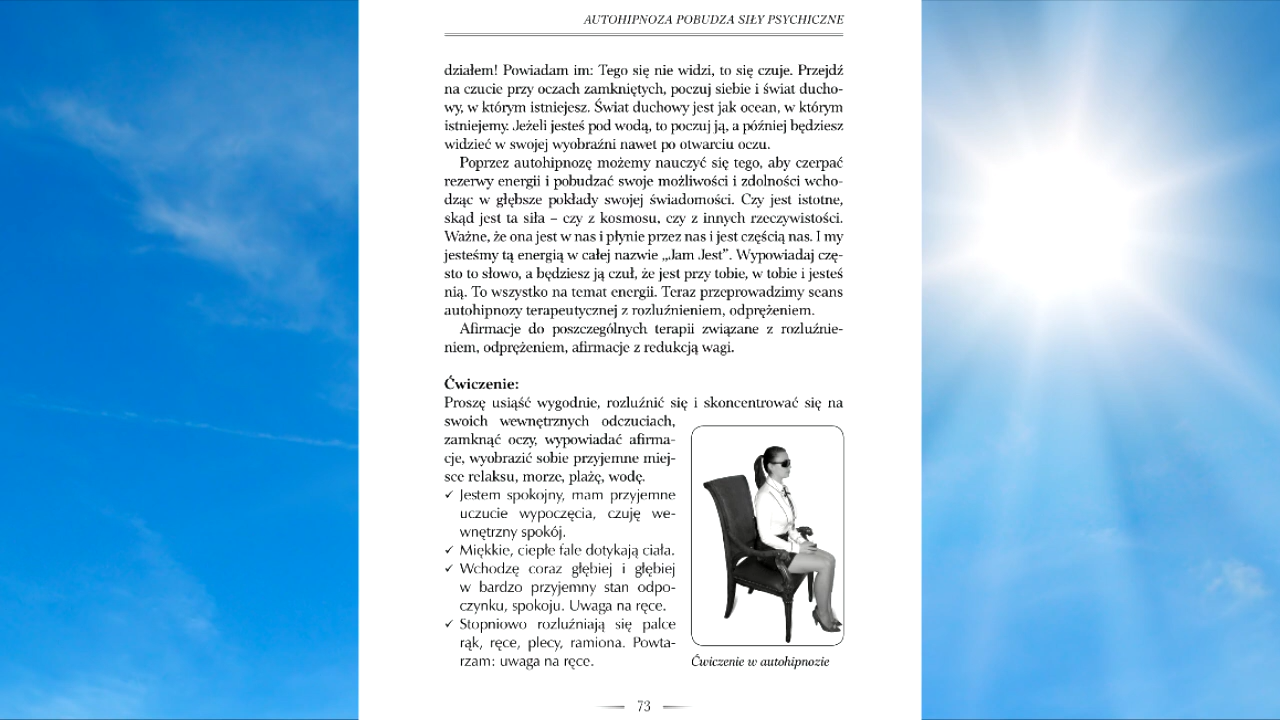 AUTOHIPNOZA POBUDZA SIŁY PSYCHICZNE
działem! Powiadam im: Tego się nie widzi, to się czuje. Przejdź
na czucie przy oczach zamkniętych, poczuj siebie i świat ducho-
wy, w którym istniejesz. Świat duchowy jest jak ocean, w którym
istniejemy. Jeżeli jesteś pod wodą, to poczuj ją, a później będziesz
widzieć w swojej wyobraźni nawet po otwarciu oczu.
Poprzez autohipnozę możemy nauczyć się tego, aby czerpać
rezerwy energii i pobudzać swoje możliwości i zdolności wcho-
dząc w głębsze pokłady swojej świadomości. Czy jest istotne,
skąd jest ta siła – czy z kosmosu, czy z innych rzeczywistości.
Ważne, że ona jest w nas i płynie przez nas i jest częścią nas. I my
jesteśmy tą energią w całej nazwie „Jam Jest”. Wypowiadaj czę-
sto to słowo, a będziesz ją czuł, że jest przy tobie, w tobie i jesteś
nią. To wszystko na temat energii. Teraz przeprowadzimy seans
autohipnozy terapeutycznej z rozluźnieniem, odprężeniem.
Afirmacje do poszczególnych terapii związane z rozluźnie-
niem, odprężeniem, afirmacje z redukcją wagi.
Ćwiczenie:
Proszę usiąść wygodnie, rozluźnić się i skoncentrować się na
swoich wewnętrznych odczuciach,
zamknąć oczy, wypowiadać afirma-
cje, wyobrazić sobie przyjemne miej-
sce relaksu, morze, plażę, wodę.
✓ Jestem spokojny, mam przyjemne
uczucie wypoczęcia, czuję we-
wnętrzny spokój.
✓ Miękkie, ciepłe fale dotykają ciała.
✓ Wchodzę coraz głębiej i głębiej
w bardzo przyjemny stan odpo-
czynku, spokoju. Uwaga na ręce.
✓ Stopniowo rozluźniają się palce
rąk, ręce, plecy, ramiona. Powta-
rzam: uwaga na ręce.
Ćwiczenie w autohipnozie
73